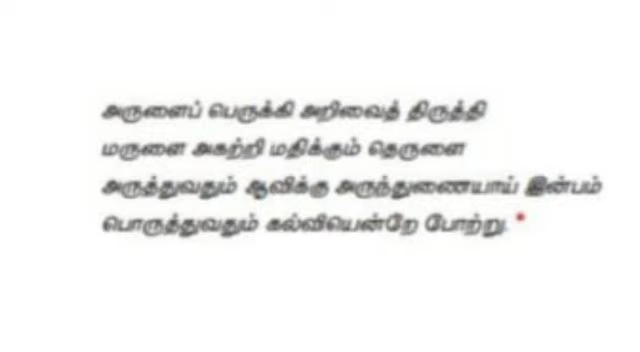 அருளைப் பெருக்கி அறிவைத் திருத்தி
மருளை அகற்றி மதிக்கும் தெருளை
அருத்துவதும் ஆவிக்கு அருந்துணையாய் இன்பம்
பொருத்துவதும் கல்வியென்றே போற்று. *